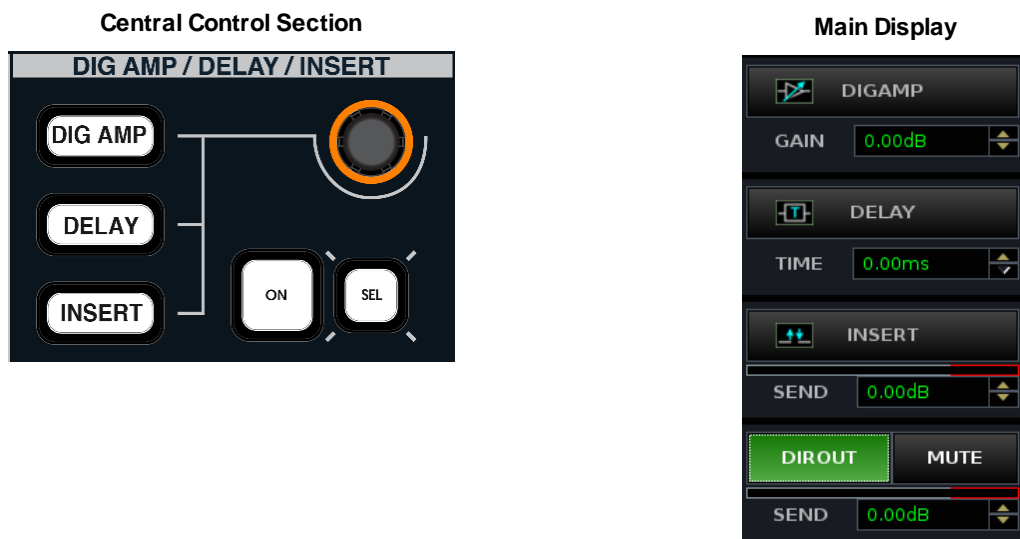 Central Control Section
DIG AMP / DELAY / INSERT
DIG AMP
DELAY
INSERT
ON
SEL
Main Display
DIGAMP
GAIN 0.00dB
T DELAY
TIME 0.00ms
INSERT
SEND 0.00dB
DIROUT MUTE
SEND 0.00dB